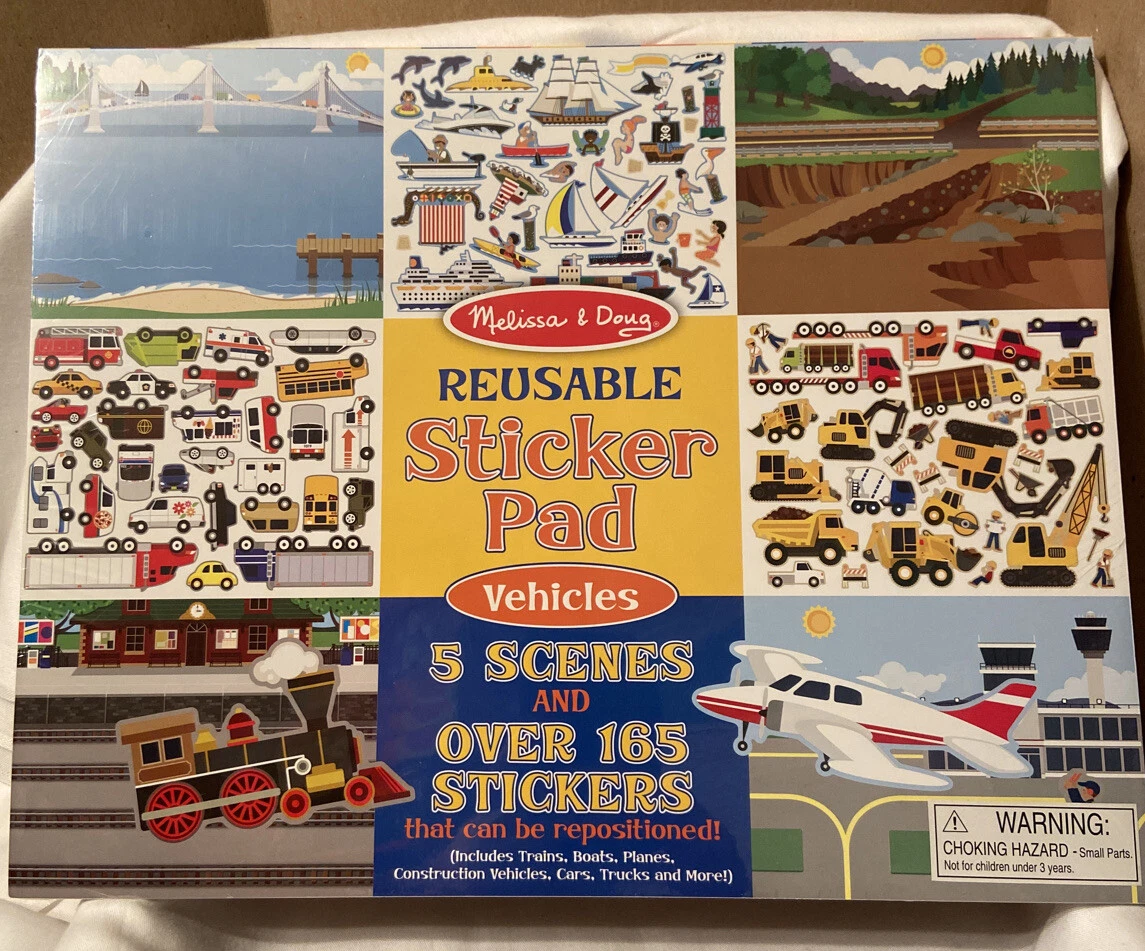 Melissa & Doug®
REUSABLE
Sticker
Pad
Vehicles
5 SCENES
AND
OVER 165
STICKERS
that can be repositioned!
(Includes Trains, Boats, Planes,
Construction Vehicles, Cars, Trucks and More!)
WARNING:
CHOKING HAZARD - Small Parts.
Not for children under 3 years.